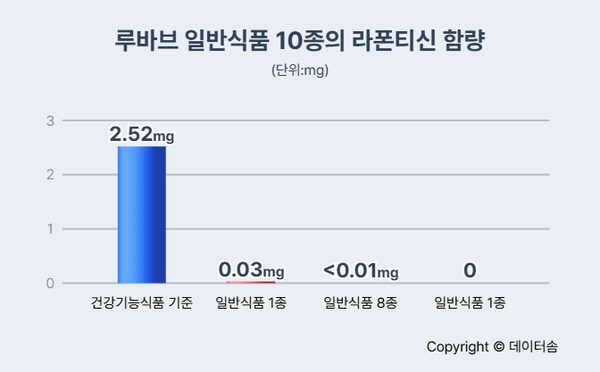 루바브 일반식품 10종의 라폰티신 함량
(단위:mg)
3
2.52mg
2
1
0.03mg
<0.01mg
0
0
건강기능식품 기준
일반식품 1종
일반식품 8종
일반식품 1종
Copyright © 데이터솜